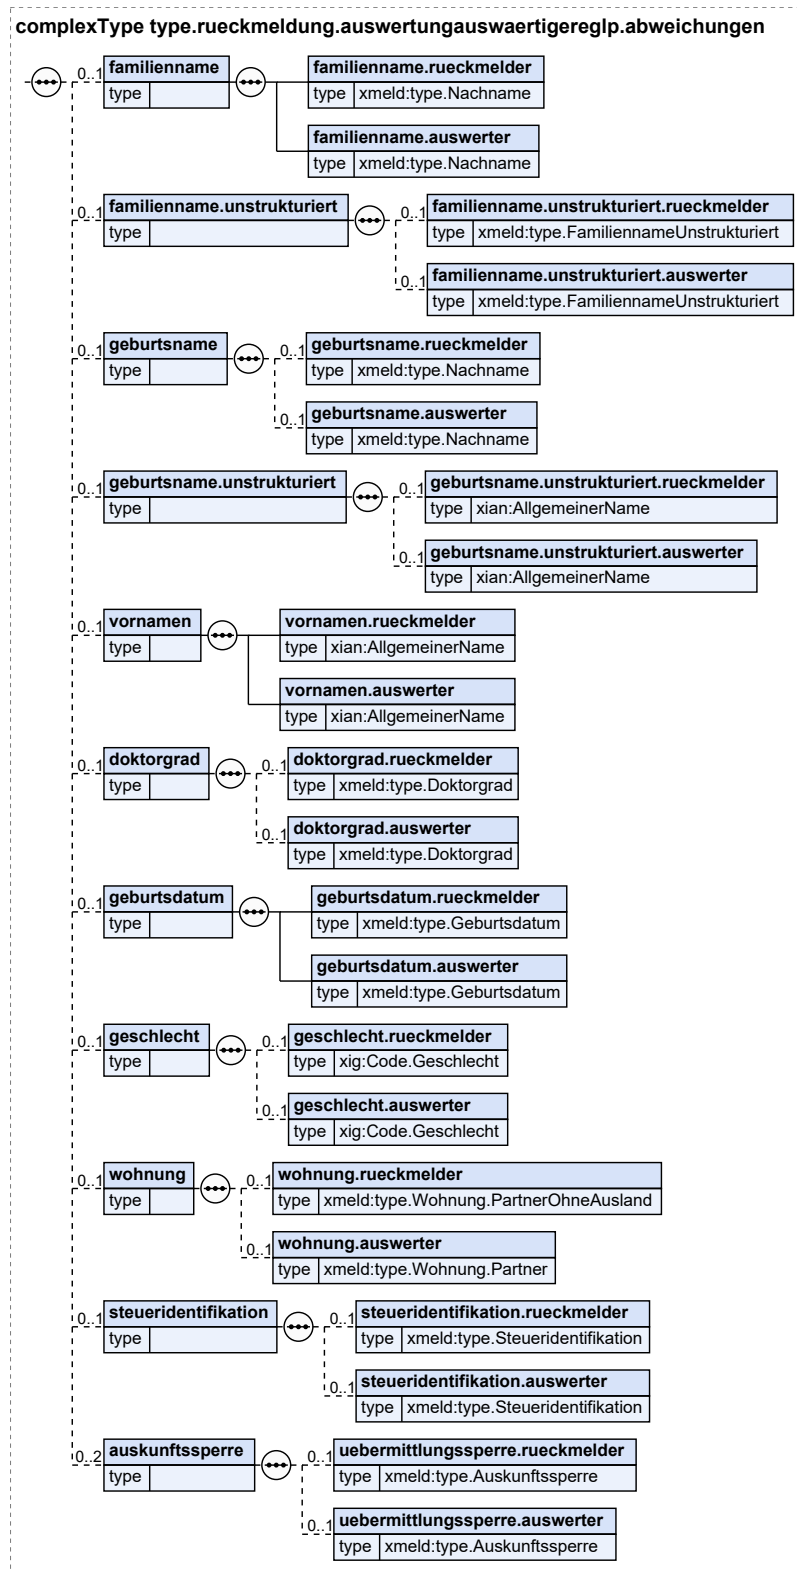 complexType type.rueckmeldung.auswertungauswaertigereglp.abweichungen
0..1 familienname
type
familienname.rueckmelder
type xmeld:type.Nachname
familienname.auswerter
type xmeld:type.Nachname
0..1 familienname.unstrukturiert
type
0..1 familienname.unstrukturiert.rueckmelder
type xmeld:type.FamiliennameUnstrukturiert
0..1 familienname.unstrukturiert.auswerter
type xmeld:type.FamiliennameUnstrukturiert
0..1 geburtsname
type
0..1 geburtsname.rueckmelder
type xmeld:type.Nachname
0..1 geburtsname.auswerter
type xmeld:type.Nachname
0..1 geburtsname.unstrukturiert
type
0..1 geburtsname.unstrukturiert.rueckmelder
type xian:AllgemeinerName
0..1 geburtsname.unstrukturiert.auswerter
type xian:AllgemeinerName
0..1 vornamen
type
vornamen.rueckmelder
type xian:AllgemeinerName
vornamen.auswerter
type xian:AllgemeinerName
0..1 doktorgrad
type
0..1 doktorgrad.rueckmelder
type xmeld:type.Doktorgrad
0..1 doktorgrad.auswerter
type xmeld:type.Doktorgrad
0..1 geburtsdatum
type
geburtsdatum.rueckmelder
type xmeld:type.Geburtsdatum
geburtsdatum.auswerter
type xmeld:type.Geburtsdatum
0..1 geschlecht
type
0..1 geschlecht.rueckmelder
type xig:Code.Geschlecht
0..1 geschlecht.auswerter
type xig:Code.Geschlecht
0..1 wohnung
type
0..1 wohnung.rueckmelder
type xmeld:type.Wohnung.PartnerOhneAusland
0..1 wohnung.auswerter
type xmeld:type.Wohnung.Partner
0..1 steueridentifikation
type
0..1 steueridentifikation.rueckmelder
type xmeld:type.Steueridentifikation
0..1 steueridentifikation.auswerter
type xmeld:type.Steueridentifikation
0..2 auskunftssperre
type
0..1 uebermittlungssperre.rueckmelder
type xmeld:type.Auskunftssperre
0..1 uebermittlungssperre.auswerter
type xmeld:type.Auskunftssperre